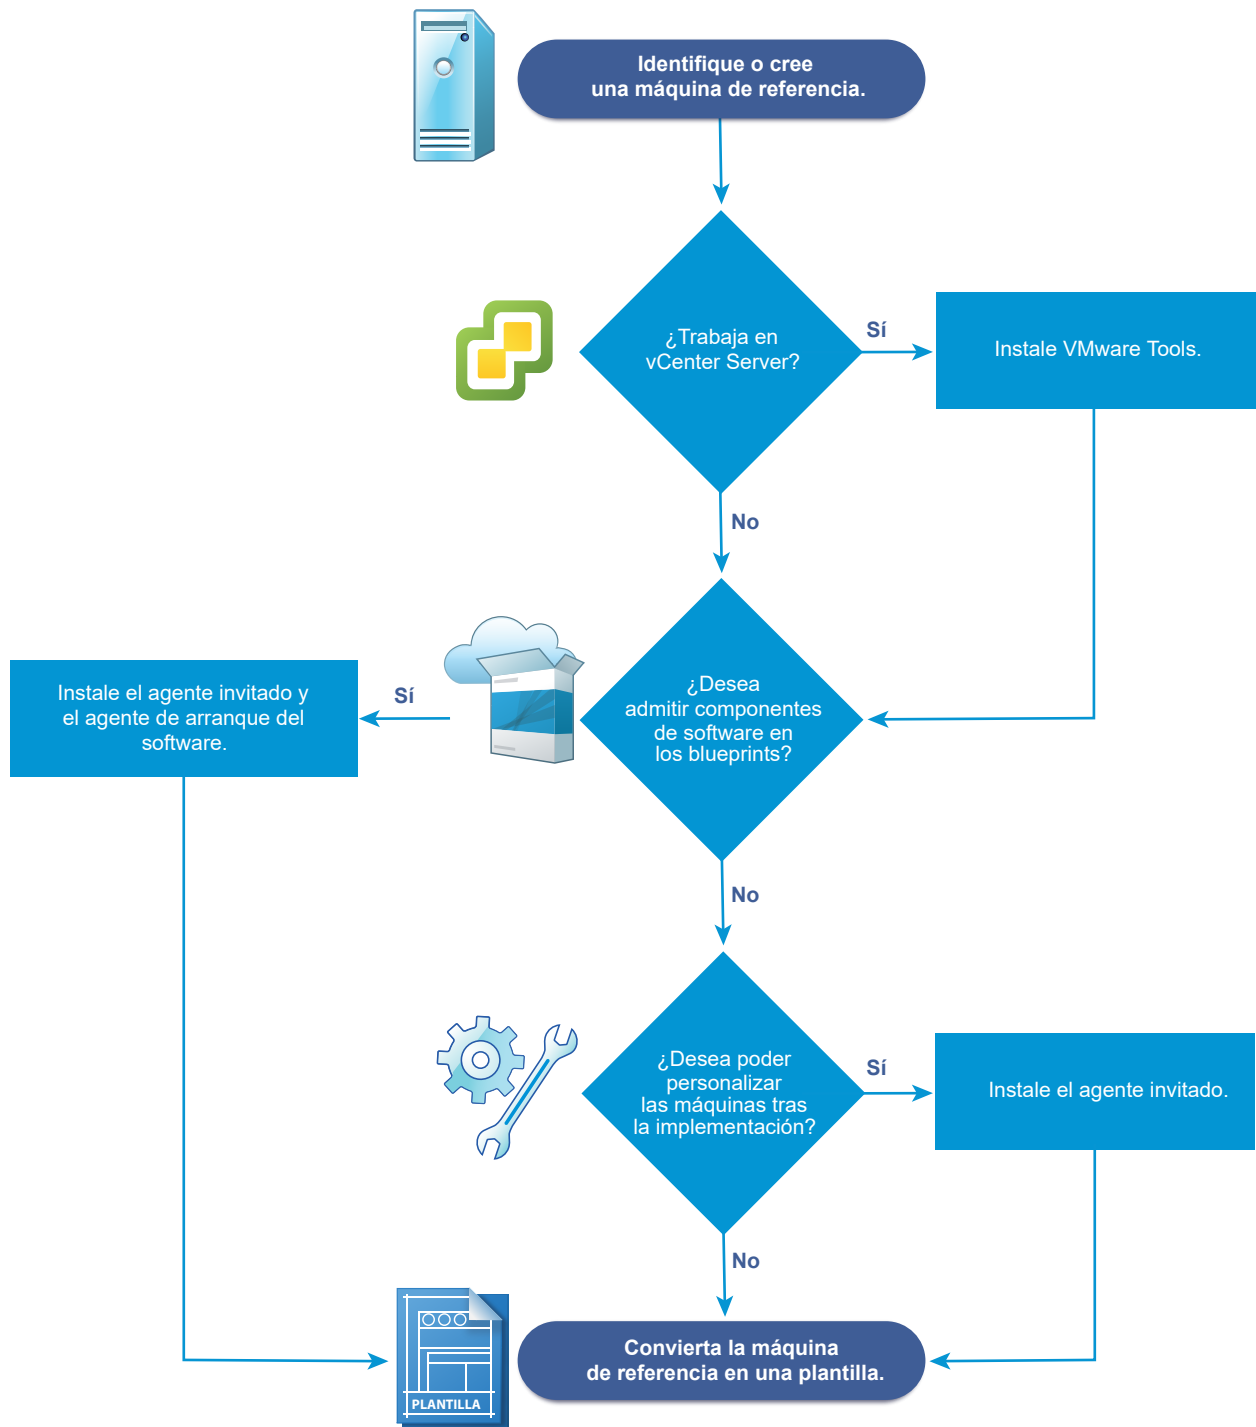 Identifique o cree
una máquina de referencia.
¿Trabaja en
vCenter Server?
Sí
Instale VMware Tools.
No
¿Desea
admitir componentes
de software en
los blueprints?
Sí
Instale el agente invitado y
el agente de arranque del
software.
No
¿Desea poder
personalizar
las máquinas tras
la implementación?
Sí
Instale el agente invitado.
No
PLANTILLA
Convierta la máquina
de referencia en una plantilla.